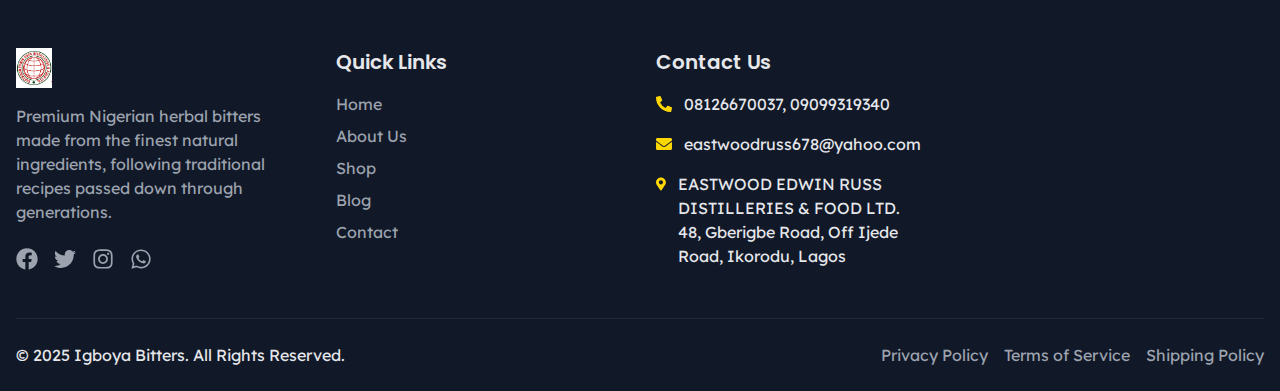 Premium Nigerian herbal bitters
made from the finest natural
ingredients, following traditional
recipes passed down through
generations.
Quick Links
Home
About Us
Shop
Blog
Contact
Contact Us
08126670037, 09099319340
eastwoodruss678@yahoo.com
EASTWOOD EDWIN RUSS
DISTILLERIES & FOOD LTD.
48, Gberigbe Road, Off Ijede
Road, Ikorodu, Lagos
© 2025 Igboya Bitters. All Rights Reserved.
Privacy Policy Terms of Service Shipping Policy